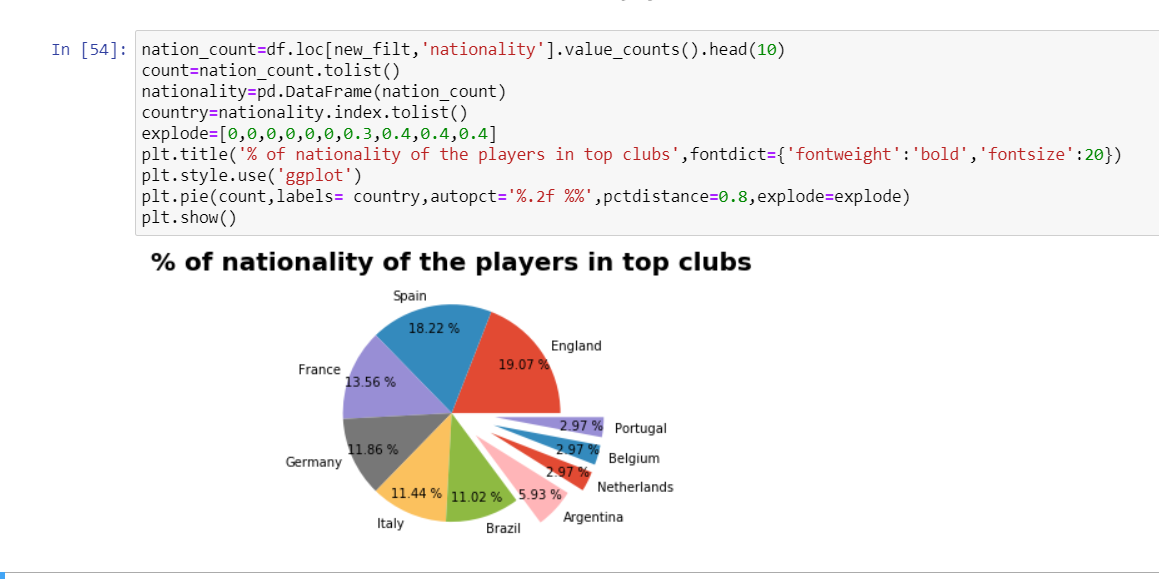 In [54]:
nation_count=df.loc[new_filt,'nationality'].value_counts().head(10)
count=nation_count.tolist()
nationality=pd.DataFrame(nation_count)
country=nationality.index.tolist()
explode=[0,0,0,0,0,0,0.3,0.4,0.4,0.4]
plt.title('% of nationality of the players in top clubs',fontdict={'fontweight':'bold','fontsize':20})
plt.style.use('ggplot')
plt.pie(count,labels= country,autopct='%.2f %%',pctdistance=0.8,explode=explode)
plt.show()
% of nationality of the players in top clubs
Spain
18.22 %
England
19.07 %
France
13.56 %
Portugal
2.97 %
Belgium
2.97 %
Germany
11.86 %
Netherlands
2.97 %
Italy
11.44 %
Brazil
11.02 %
Argentina
5.93 %